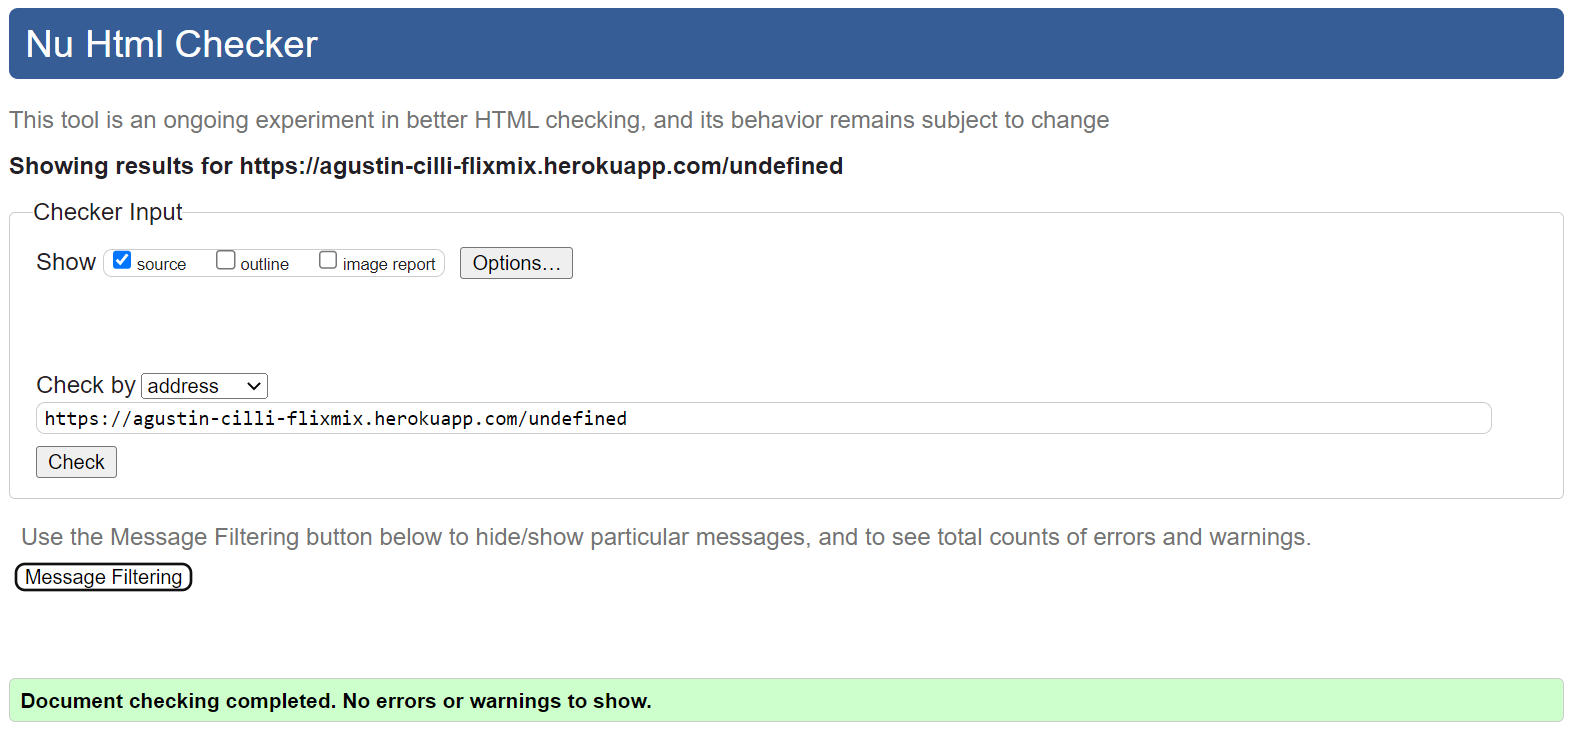 Nu Html Checker
This tool is an ongoing experiment in better HTML checking, and its behavior remains subject to change
Showing results for https://agustin-cilli-flixmix.herokuapp.com/undefined
Checker Input
Show source outline image report Options...
Check by address
https://agustin-cilli-flixmix.herokuapp.com/undefined
Check
Use the Message Filtering button below to hide/show particular messages, and to see total counts of errors and warnings.
Message Filtering
Document checking completed. No errors or warnings to show.